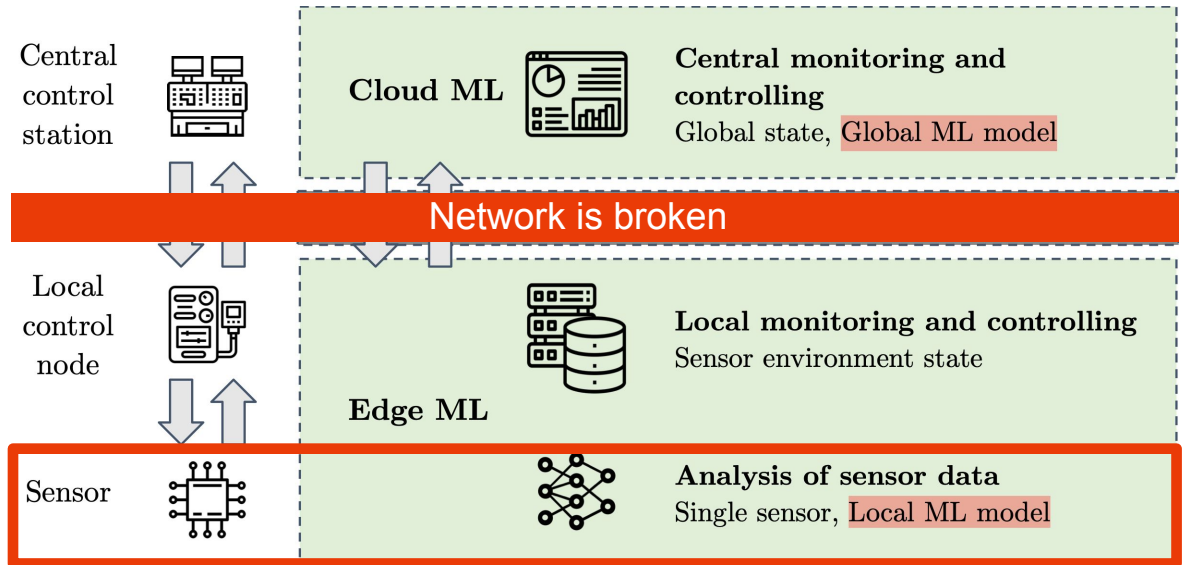 Central
control
station
Cloud ML
Central monitoring and
controlling
Global state, Global ML model
Network is broken
Local
control
node
Local monitoring and controlling
Sensor environment state
Edge ML
Sensor
Analysis of sensor data
Single sensor, Local ML model